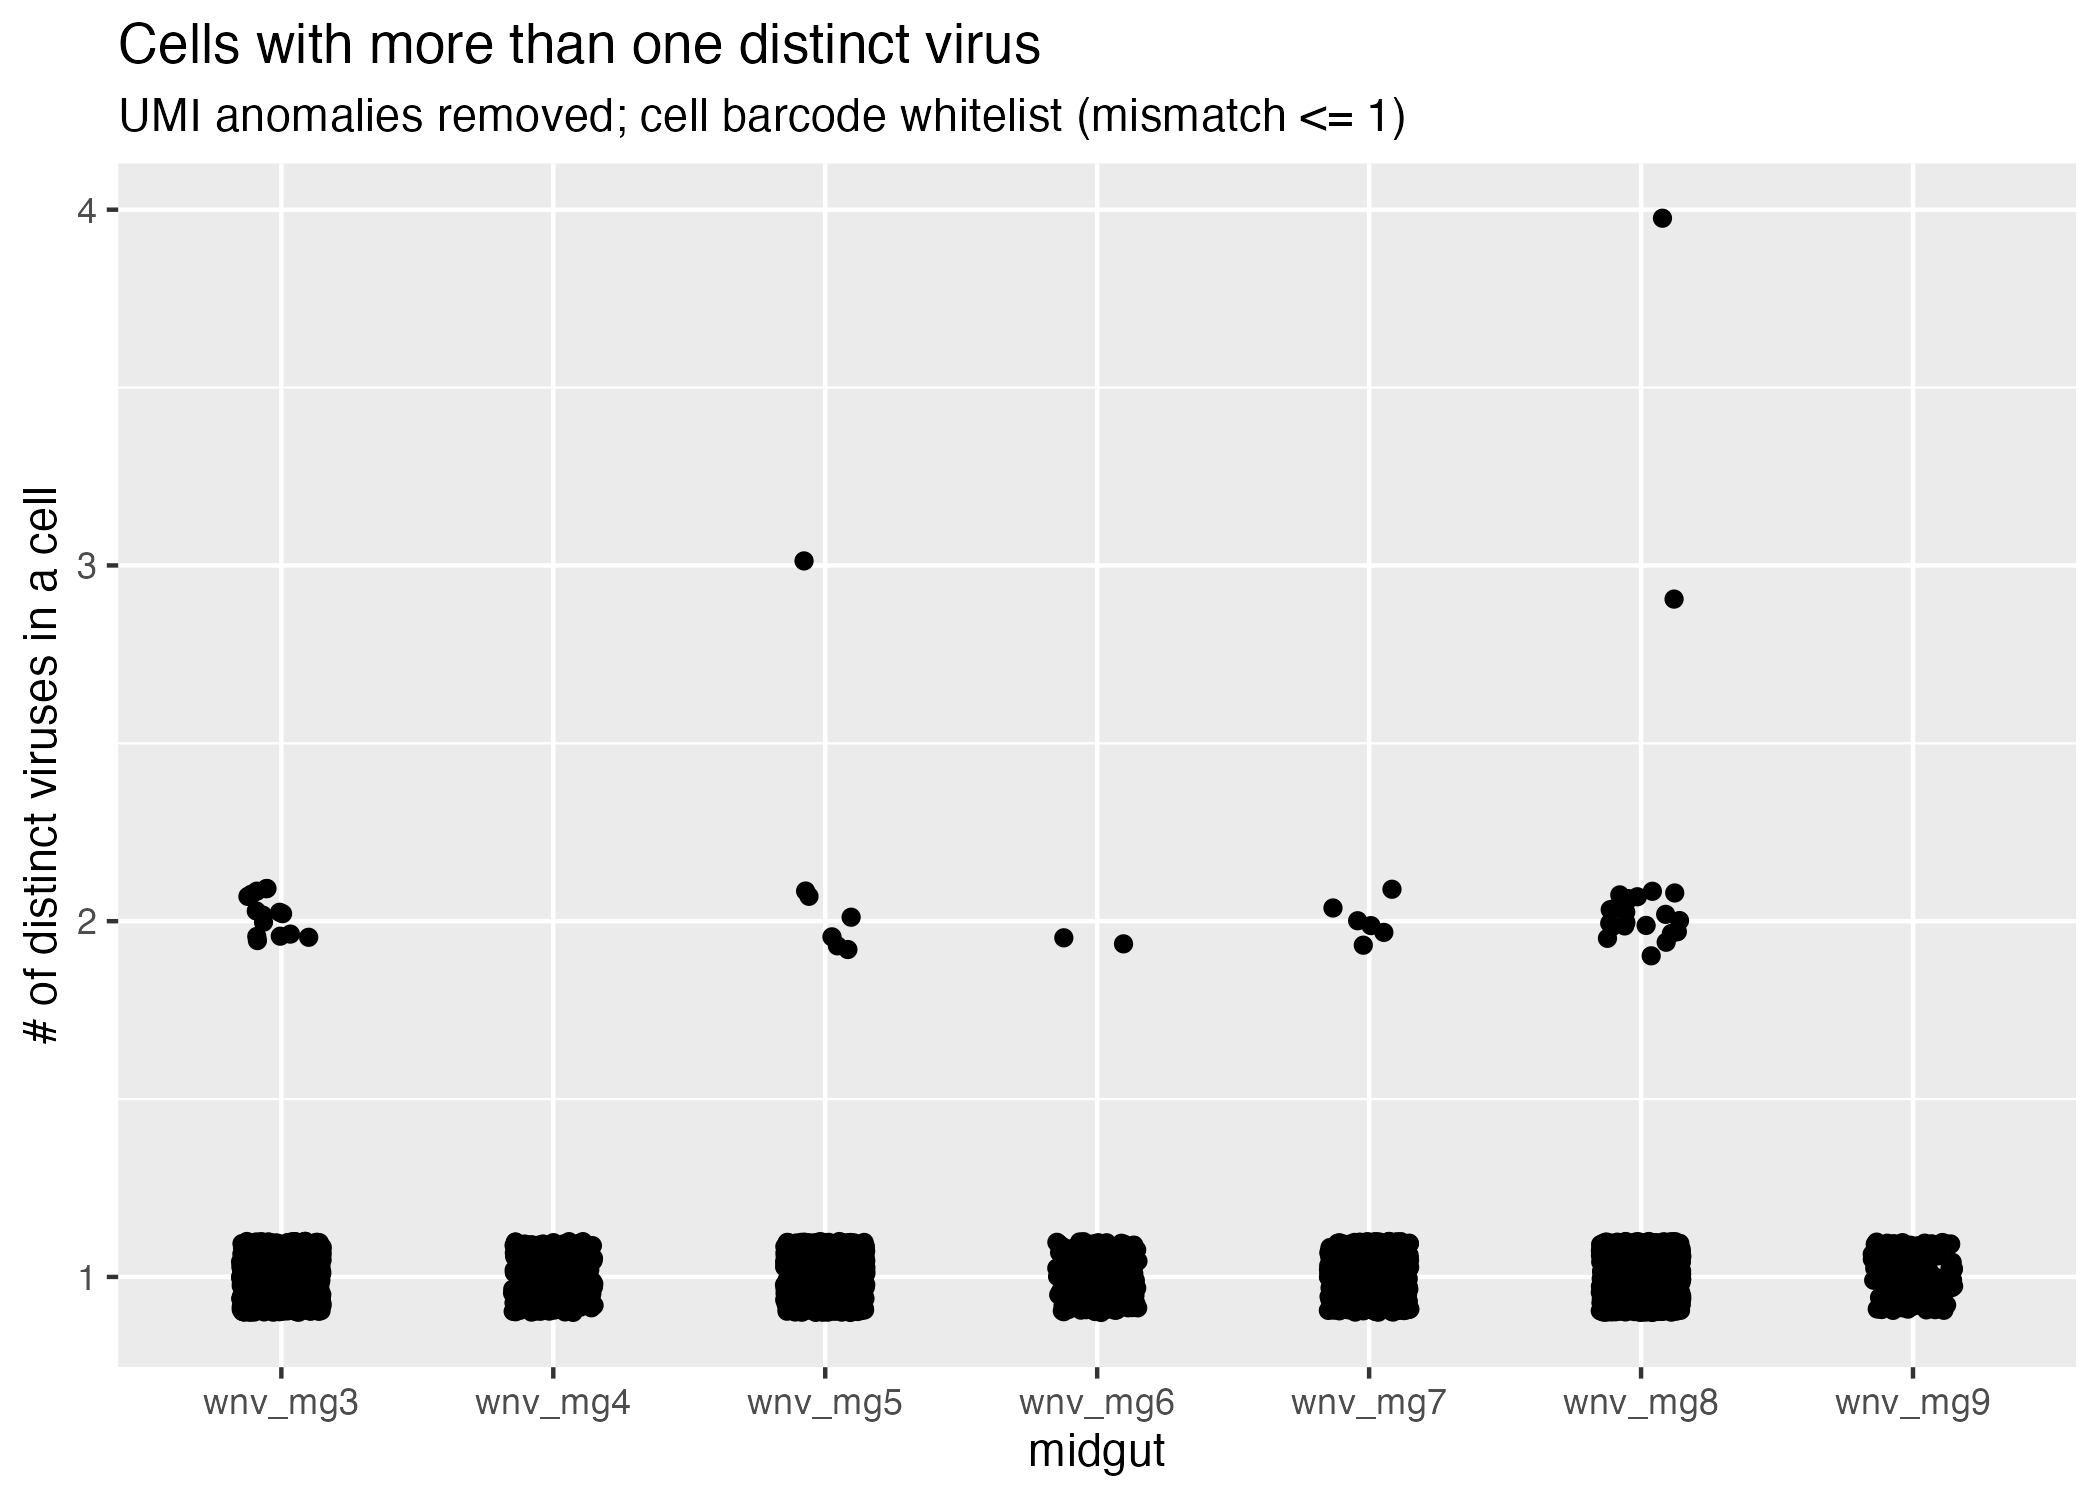 Cells with more than one distinct virus
UMI anomalies removed; cell barcode whitelist (mismatch <= 1)
# of distinct viruses in a cell
4
3
2
1
wnv_mg3 wnv_mg4 wnv_mg5 wnv_mg6 wnv_mg7 wnv_mg8 wnv_mg9
midgut